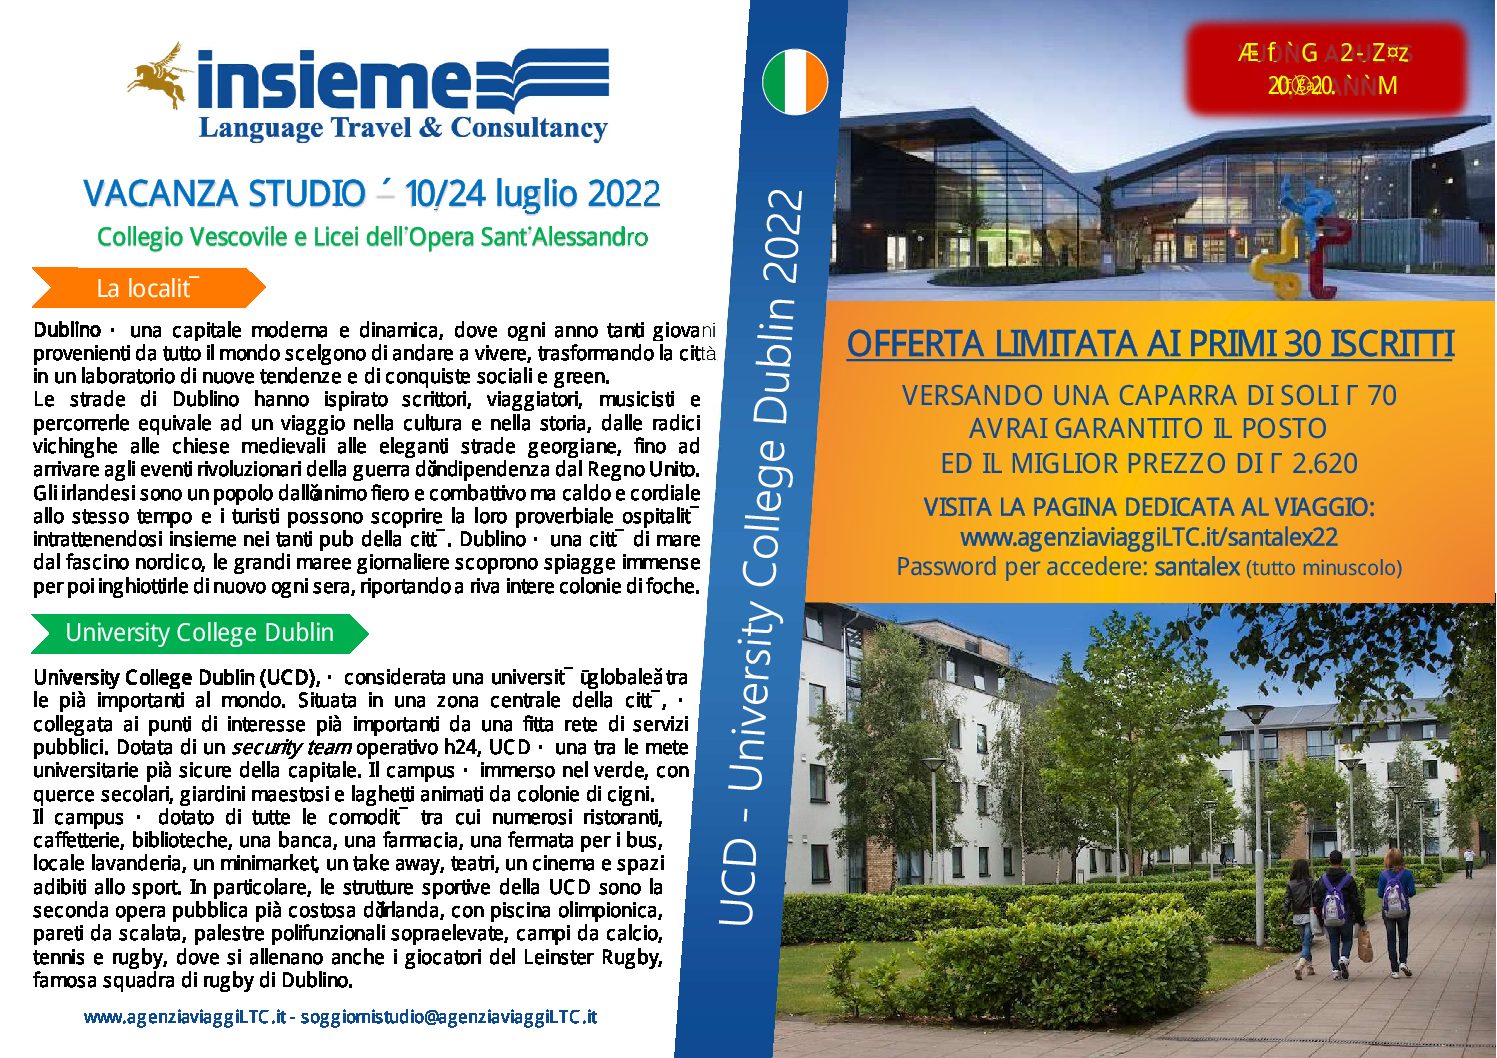 insieme
Language Travel & Consultancy
VACANZA STUDIO ´ 10/24 luglio 2022
Collegio Vescovile e Licei dell'Opera Sant'Alessandro
La localit¯
Dublino · una capitale moderna e dinamica, dove ogni anno tanti giovani
provenienti da tutto il mondo scelgono di andare a vivere, trasformando la città
in un laboratorio di nuove tendenze e di conquiste sociali e green.
Le strade di Dublino hanno ispirato scrittori, viaggiatori, musicisti e
percorrerle equivale ad un viaggio nella cultura e nella storia, dalle radici
vichinghe alle chiese medievali alle eleganti strade georgiane, fino ad
arrivare agli eventi rivoluzionari della guerra dǒindipendenza dal Regno Unito.
Gli irlandesi sono un popolo dallǒanimo fiero e combattivo ma caldo e cordiale
allo stesso tempo e i turisti possono scoprire la loro proverbiale ospitalit¯
intrattenendosi insieme nei tanti pub della citt¯. Dublino · una citt¯ di mare
dal fascino nordico, le grandi maree giornaliere scoprono spiagge immense
per poi inghiottirle di nuovo ogni sera, riportando a riva intere colonie di foche.
University College Dublin
University College Dublin (UCD), · considerata una universit¯ ūglobaleǎ tra
le pià importanti al mondo. Situata in una zona centrale della citt¯, ·
collegata ai punti di interesse pià importanti da una fitta rete di servizi
pubblici. Dotata di un security team operativo h24, UCD · una tra le mete
universitarie pià sicure della capitale. Il campus · immerso nel verde, con
querce secolari, giardini maestosi e laghetti animati da colonie di cigni.
Il campus · dotato di tutte le comodit¯ tra cui numerosi ristoranti,
caffetterie, biblioteche, una banca, una farmacia, una fermata per i bus,
locale lavanderia, un minimarket, un take away, teatri, un cinema e spazi
adibiti allo sport. In particolare, le strutture sportive della UCD sono la
seconda opera pubblica pià costosa dǒIrlanda, con piscina olimpionica,
pareti da scalata, palestre polifunzionali sopraelevate, campi da calcio,
tennis e rugby, dove si allenano anche i giocatori del Leinster Rugby,
famosa squadra di rugby di Dublino.
www.agenziaviaggiLTC.it - soggiornistudio@agenziaviaggiLTC.it
UCD - University College Dublin 2022
OFFERTA LIMITATA AI PRIMI 30 ISCRITTI
VERSANDO UNA CAPARRA DI SOLI Γ 70
AVRAI GARANTITO IL POSTO
ED IL MIGLIOR PREZZO DI Γ 2.620
VISITA LA PAGINA DEDICATA AL VIAGGIO:
www.agenziaviaggiLTC.it/santalex22
Password per accedere: santalex (tutto minuscolo)